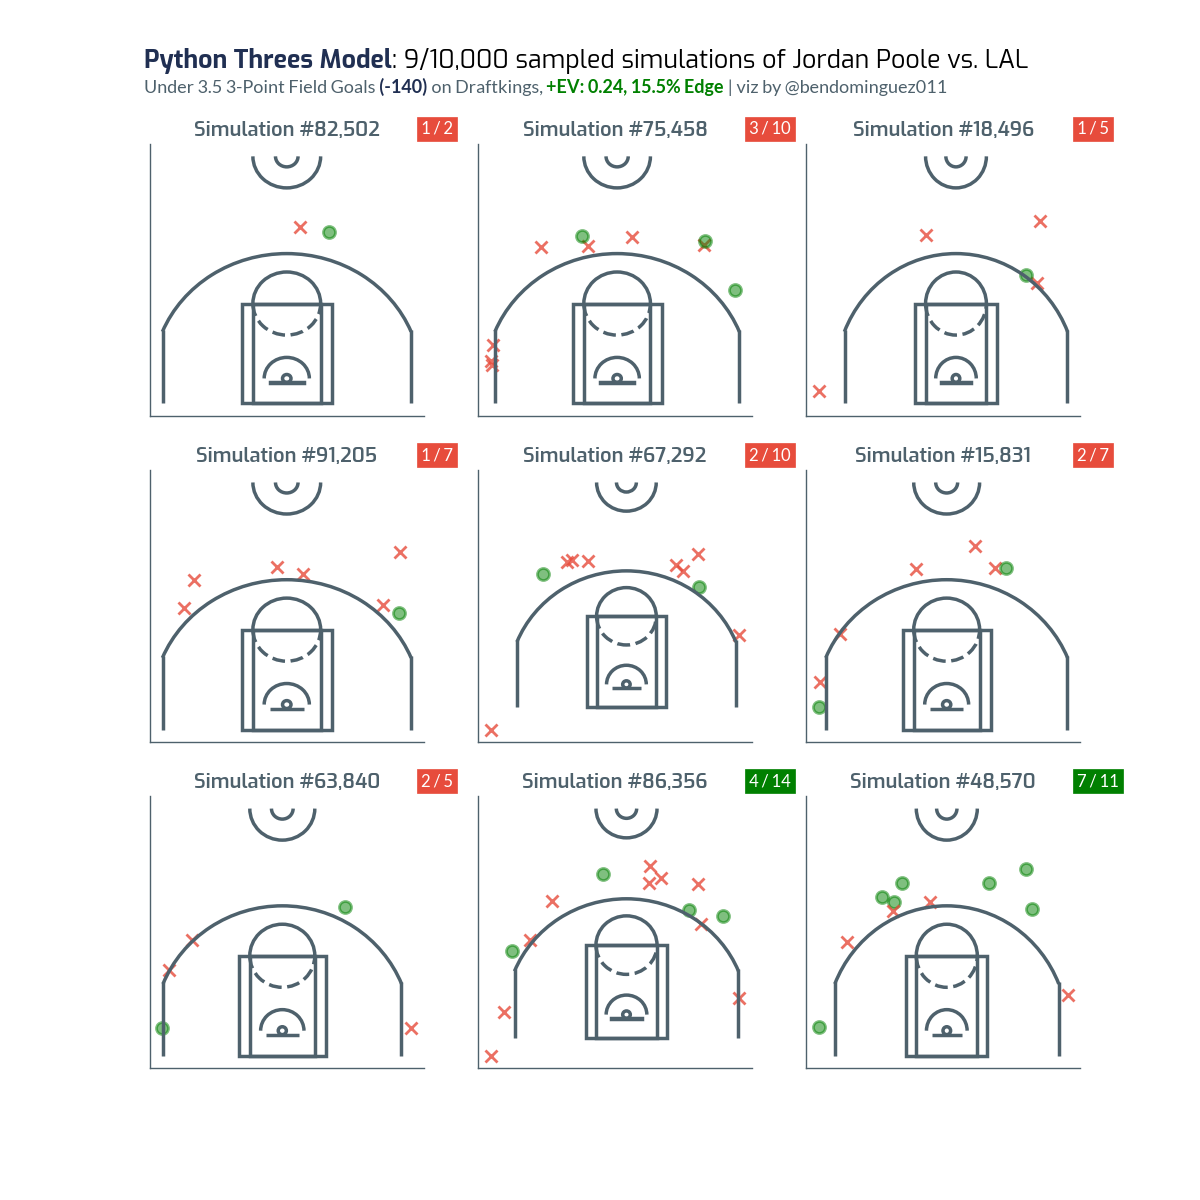 Python Threes Model: 9/10,000 sampled simulations of Jordan Poole vs. LAL
Under 3.5 3-Point Field Goals (-140) on Draftkings, +EV: 0.24, 15.5% Edge | viz by @bendominguez011
Simulation #82,502 1 / 2
Simulation #75,458 3 / 10
Simulation #18,496 1 / 5
Simulation #91,205 1 / 7
Simulation #67,292 2 / 10
Simulation #15,831 2 / 7
Simulation #63,840 2 / 5
Simulation #86,356 4 / 14
Simulation #48,570 7 / 11